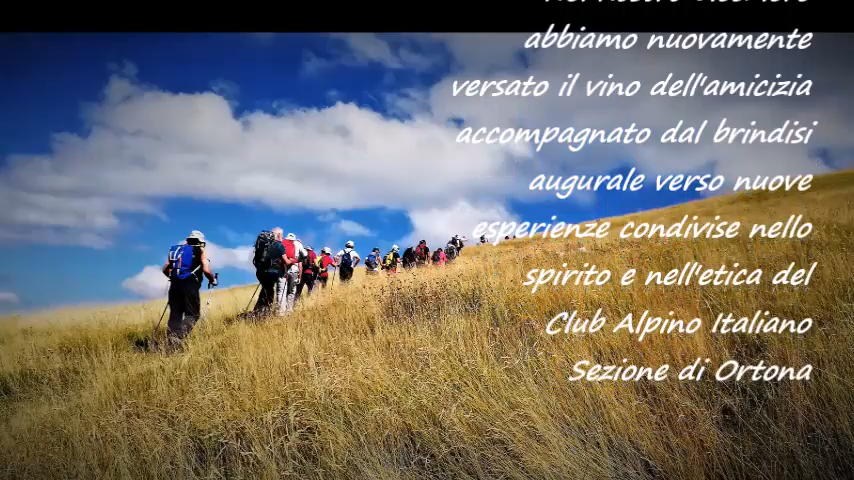 abbiamo nuovamente
versato il vino dell'amicizia
accompagnato dal brindisi
augurale verso nuove
esperienze condivise nello
spirito e nell'etica del
Club Alpino Italiano
Sezione di Ortona